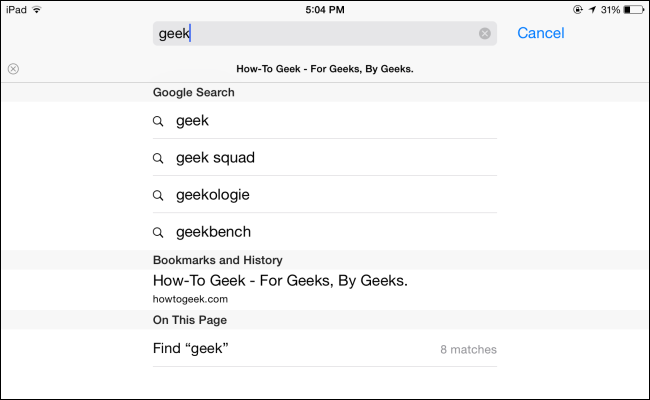 iPad 5:04 PM 31%
geek Cancel
How-To Geek - For Geeks, By Geeks.
Google Search
geek
geek squad
geekologie
geekbench
Bookmarks and History
How-To Geek - For Geeks, By Geeks.
howtogeek.com
On This Page
Find “geek” 8 matches